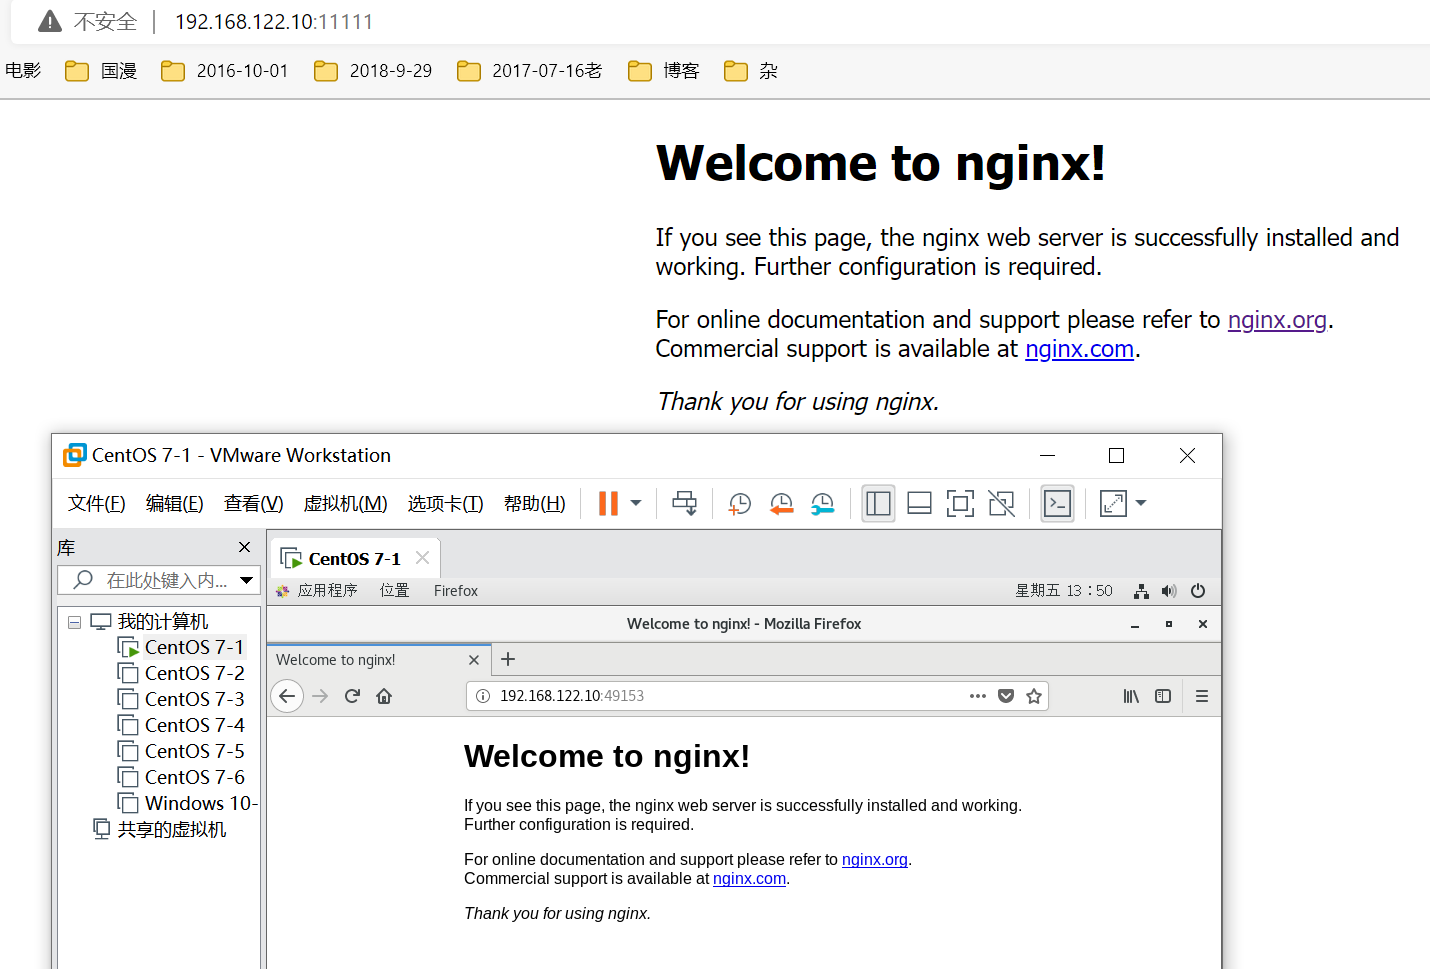 不安全 192.168.122.10:11111
电影 国漫 2016-10-01 2018-9-29 2017-07-16老 博客 杂
Welcome to nginx!
If you see this page, the nginx web server is successfully installed and
working. Further configuration is required.
For online documentation and support please refer to nginx.org.
Commercial support is available at nginx.com.
Thank you for using nginx.
CentOS 7-1 - VMware Workstation
文件(F) 编辑(E) 查看(V) 虚拟机(M) 选项卡(T) 帮助(H)
库
在此处键入内...
我的计算机
CentOS 7-1
CentOS 7-2
CentOS 7-3
CentOS 7-4
CentOS 7-5
CentOS 7-6
Windows 10-
共享的虚拟机
CentOS 7-1
应用程序 位置 Firefox 星期五 13：50
Welcome to nginx! - Mozilla Firefox
Welcome to nginx!
192.168.122.10:49153
Welcome to nginx!
If you see this page, the nginx web server is successfully installed and working.
Further configuration is required.
For online documentation and support please refer to nginx.org.
Commercial support is available at nginx.com.
Thank you for using nginx.